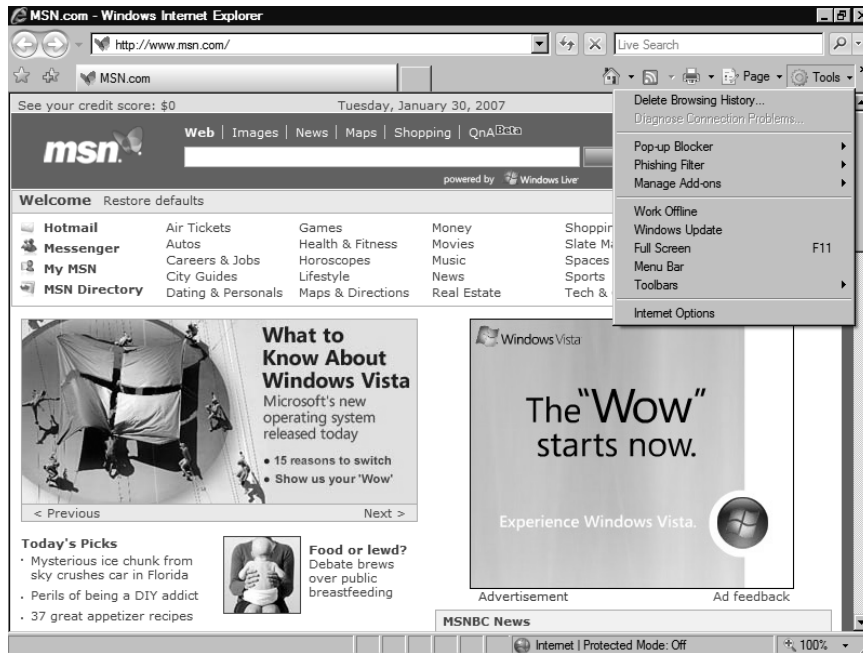 MSN.com - Windows Internet Explorer
http://www.msn.com/
Live Search
MSN.com
Page
Tools
See your credit score: $0
Tuesday, January 30, 2007
msn
Web | Images | News | Maps | Shopping | QnA Beta
powered by Windows Live
Welcome Restore defaults
Hotmail
Messenger
My MSN
MSN Directory
Air Tickets
Autos
Careers & Jobs
City Guides
Dating & Personals
Games
Health & Fitness
Horoscopes
Lifestyle
Maps & Directions
Money
Movies
Music
News
Real Estate
Shoppin
Slate Ma
Spaces
Sports
Tech &
Delete Browsing History...
Diagnose Connection Problems...
Pop-up Blocker
Phishing Filter
Manage Add-ons
Work Offline
Windows Update
Full Screen F11
Menu Bar
Toolbars
Internet Options
What to
Know About
Windows Vista
Microsoft's new
operating system
released today
• 15 reasons to switch
• Show us your 'Wow'
< Previous
Next >
Windows Vista
The "Wow"
starts now.
Experience Windows Vista.
Advertisement
Ad feedback
Today's Picks
· Mysterious ice chunk from
sky crushes car in Florida
· Perils of being a DIY addict
· 37 great appetizer recipes
Food or lewd?
Debate brews
over public
breastfeeding
MSNBC News
Internet | Protected Mode: Off
100%